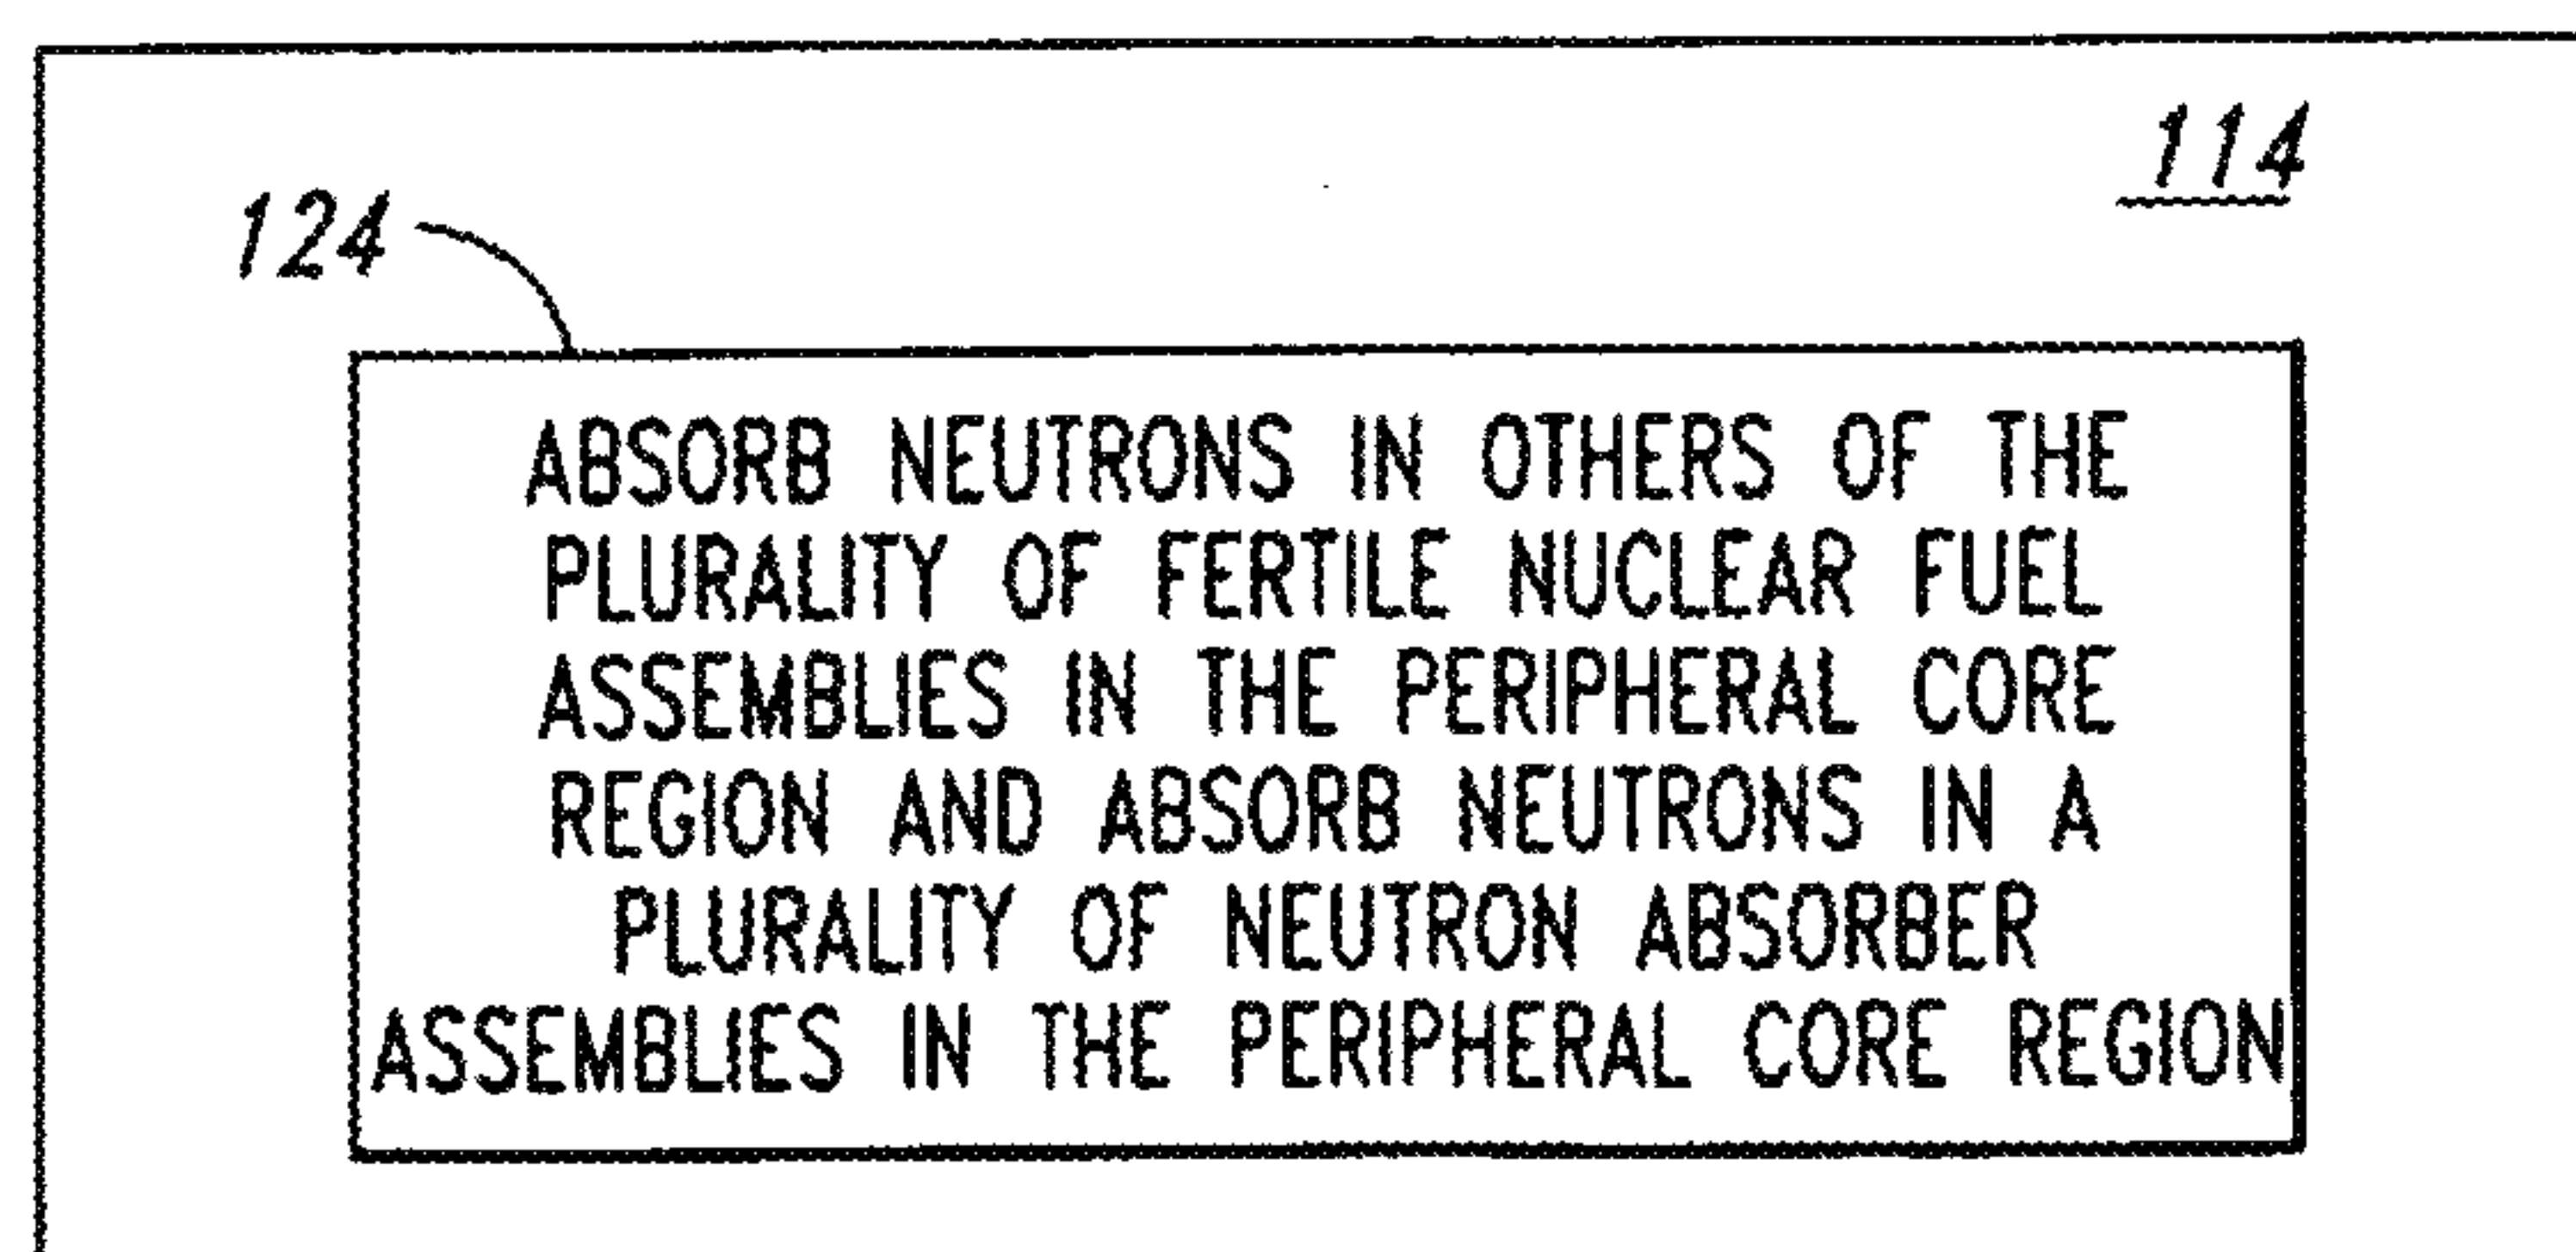 114
124
ABSORB NEUTRONS IN OTHERS OF THE
PLURALITY OF FERTILE NUCLEAR FUEL
ASSEMBLIES IN THE PERIPHERAL CORE
REGION AND ABSORB NEUTRONS IN A
PLURALITY OF NEUTRON ABSORBER
ASSEMBLIES IN THE PERIPHERAL CORE REGION